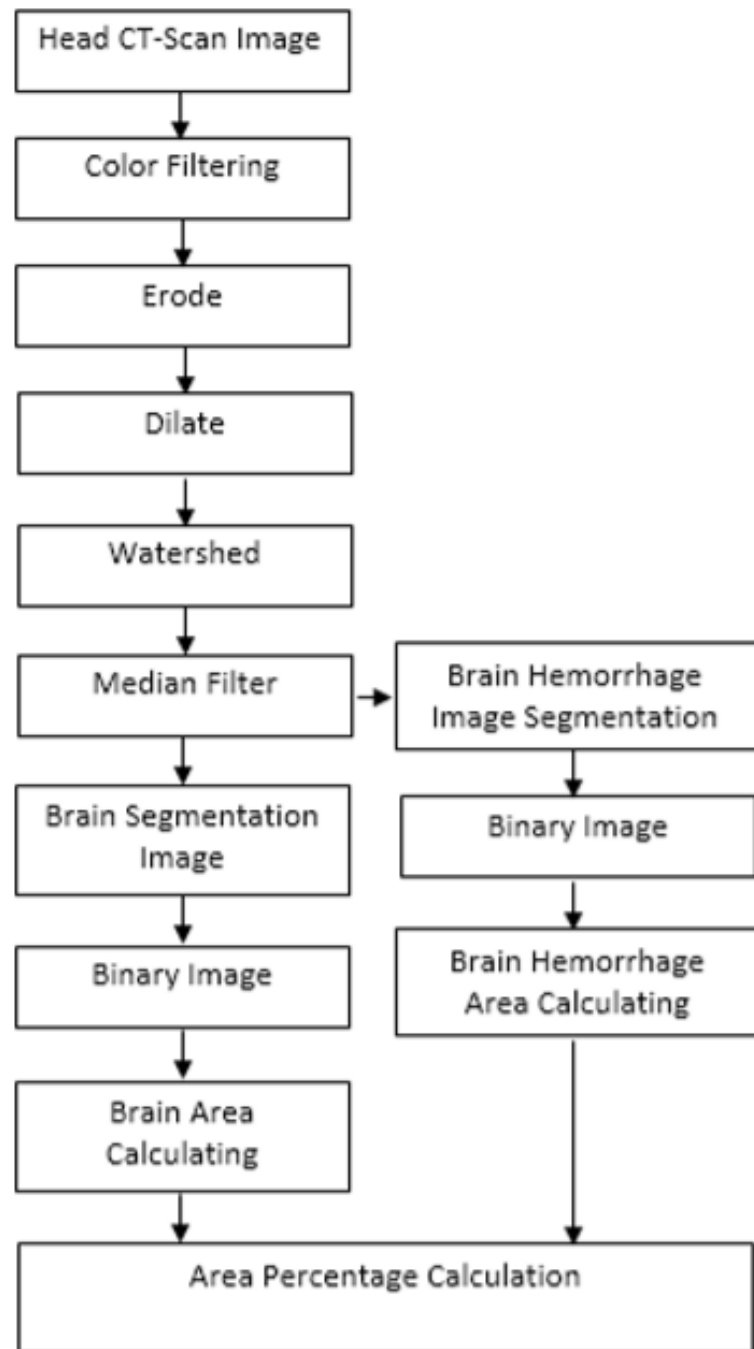 Head CT-Scan Image
Color Filtering
Erode
Dilate
Watershed
Median Filter
Brain Segmentation
Image
Binary Image
Brain Area
Calculating
Brain Hemorrhage
Image Segmentation
Binary Image
Brain Hemorrhage
Area Calculating
Area Percentage Calculation